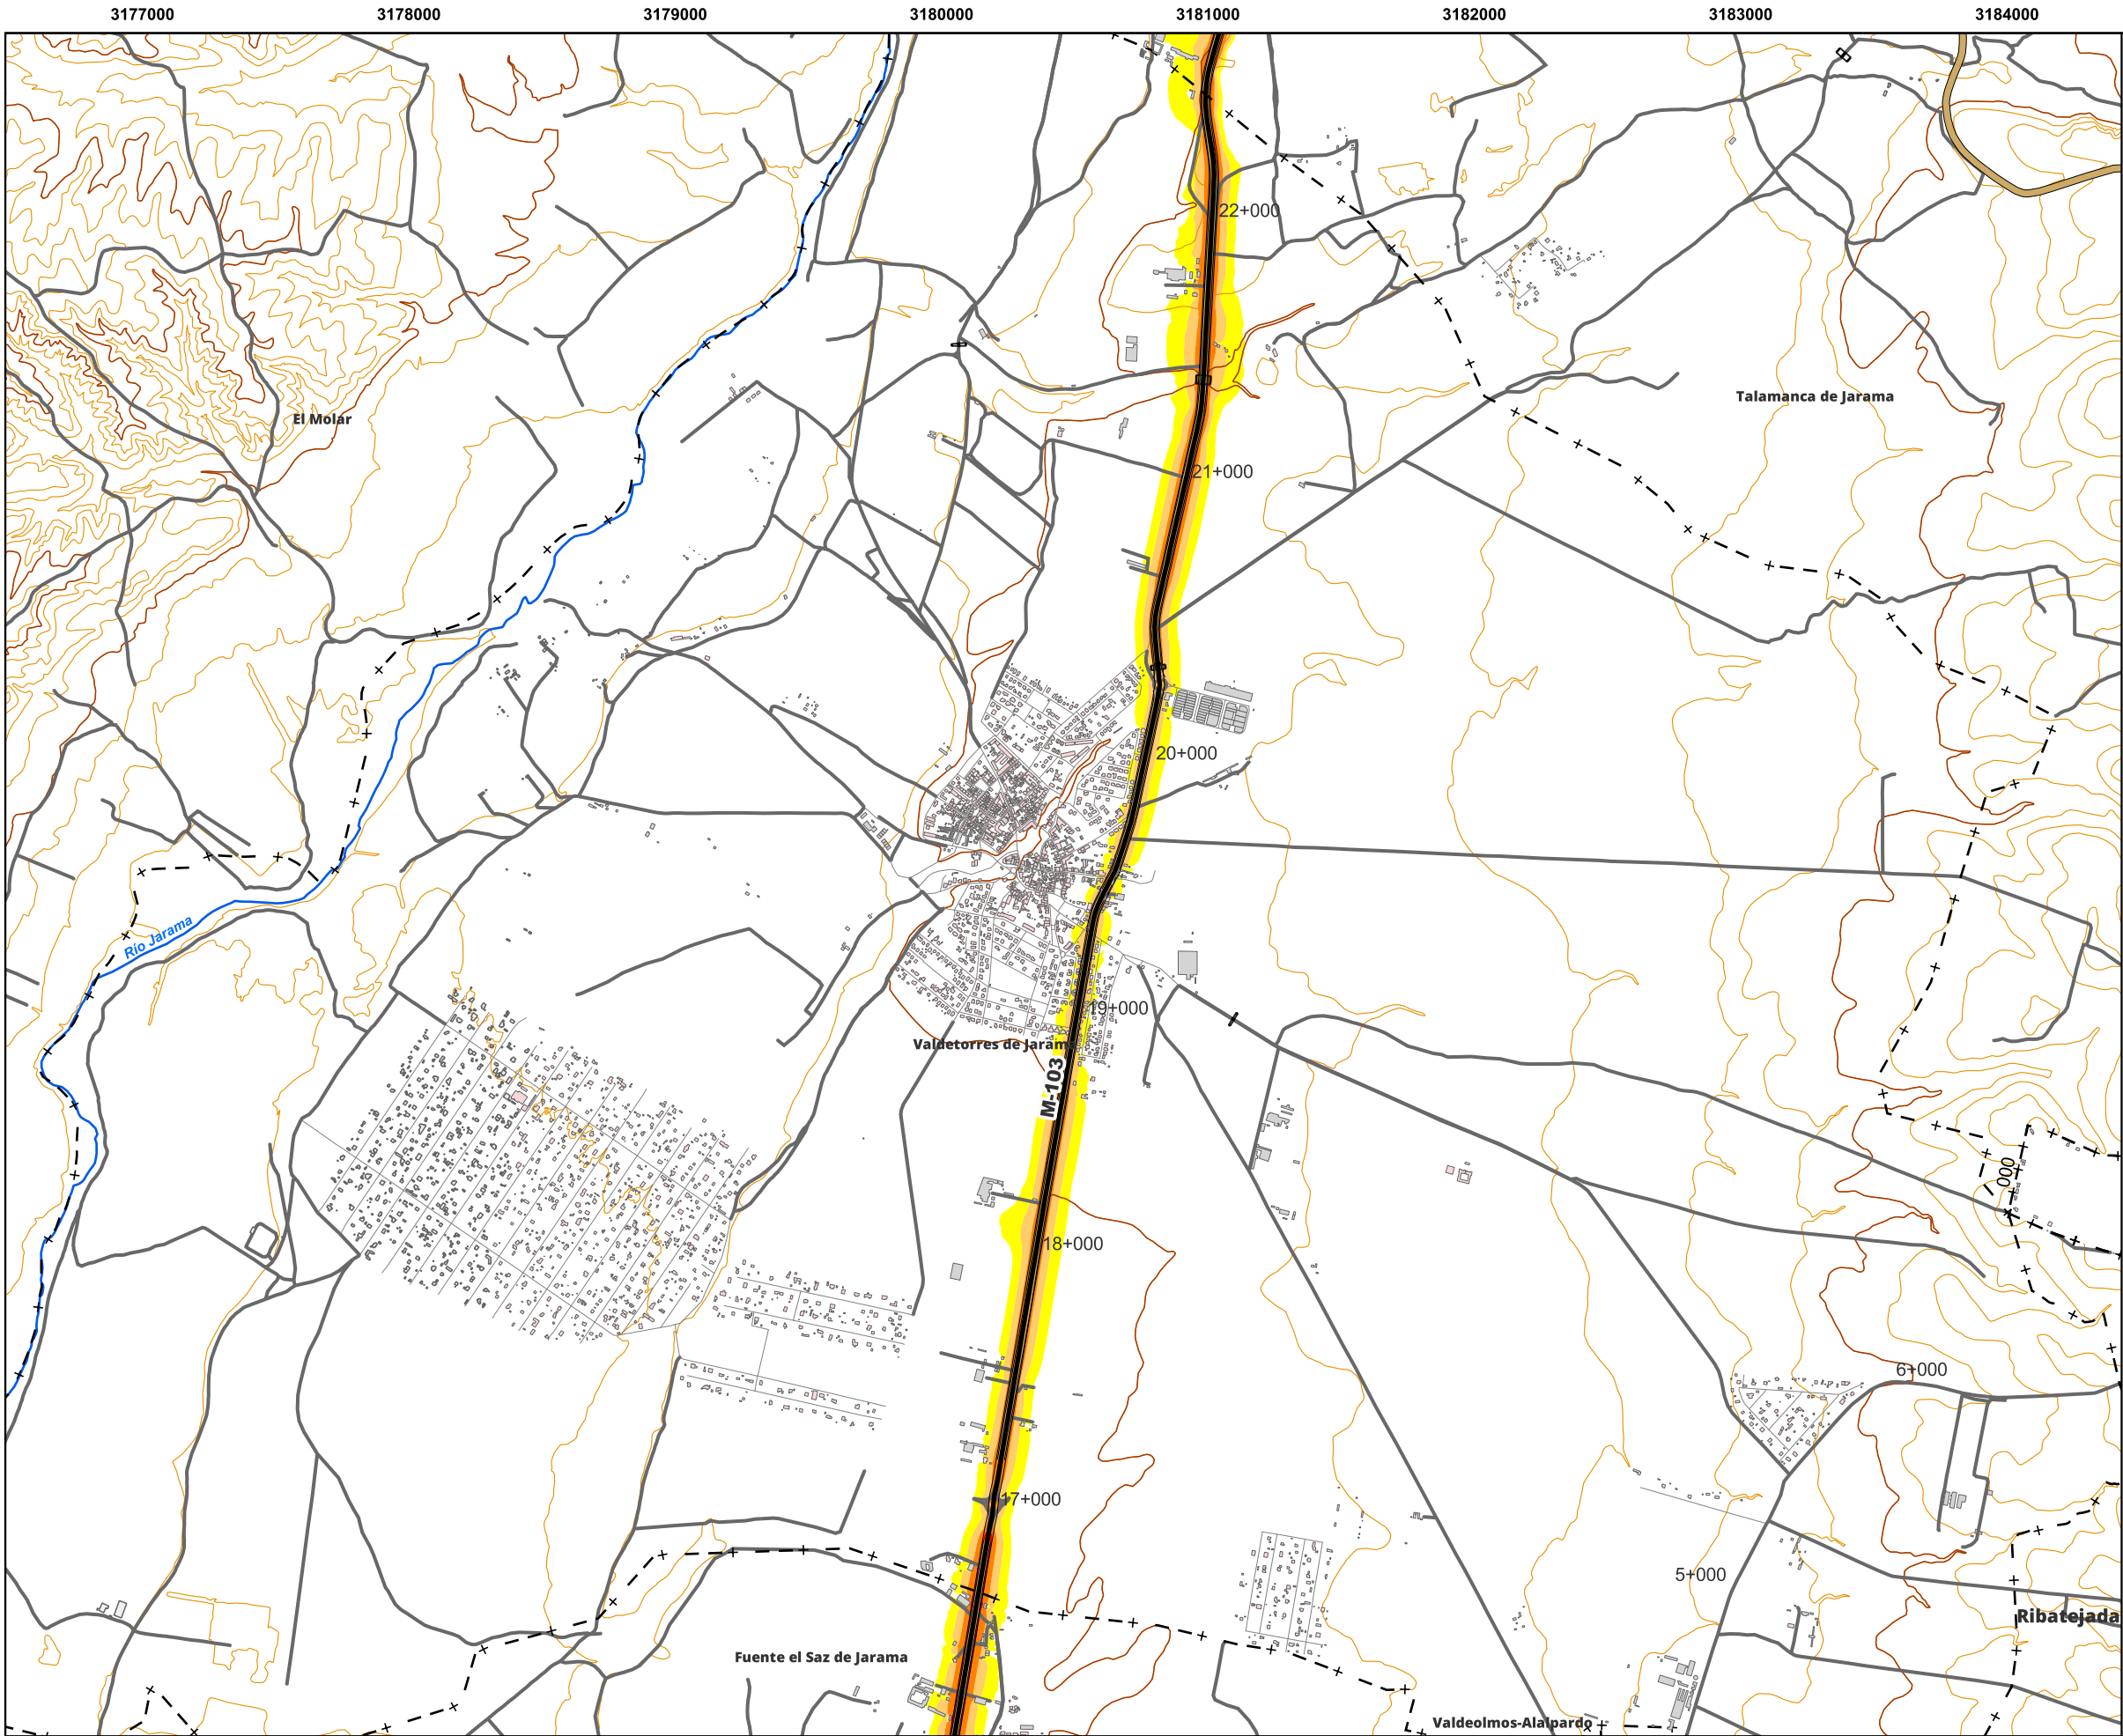 3177000 3178000 3179000 3180000 3181000 3182000 3183000 3184000
22+000
Talamanca de Jarama
El Molar
21+000
20+000
Río Jarama
19+000
Valdetorres de Jarama
M-103
000
18+000
6+000
17+000
5+000
Ribatejada
Fuente el Saz de Jarama
Valdeolmos-Alalpardo